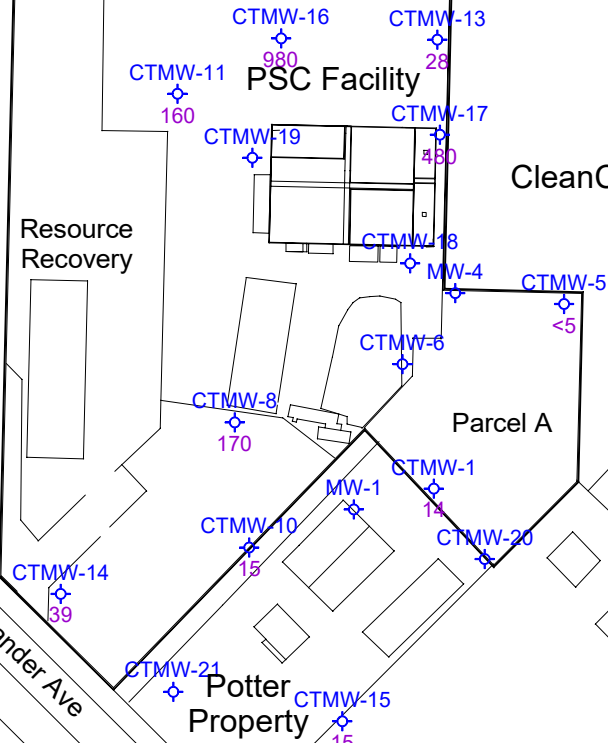 CTMW-16
980
CTMW-13
28
PSC Facility
CTMW-11
160
CTMW-17
480
CTMW-19
CleanC
Resource
Recovery
CTMW-18
MW-4
CTMW-5
<5
CTMW-6
CTMW-8
170
Parcel A
CTMW-1
14
MW-1
CTMW-10
15
CTMW-20
CTMW-14
39
ander Ave
CTMW-21
Potter
Property
CTMW-15
15